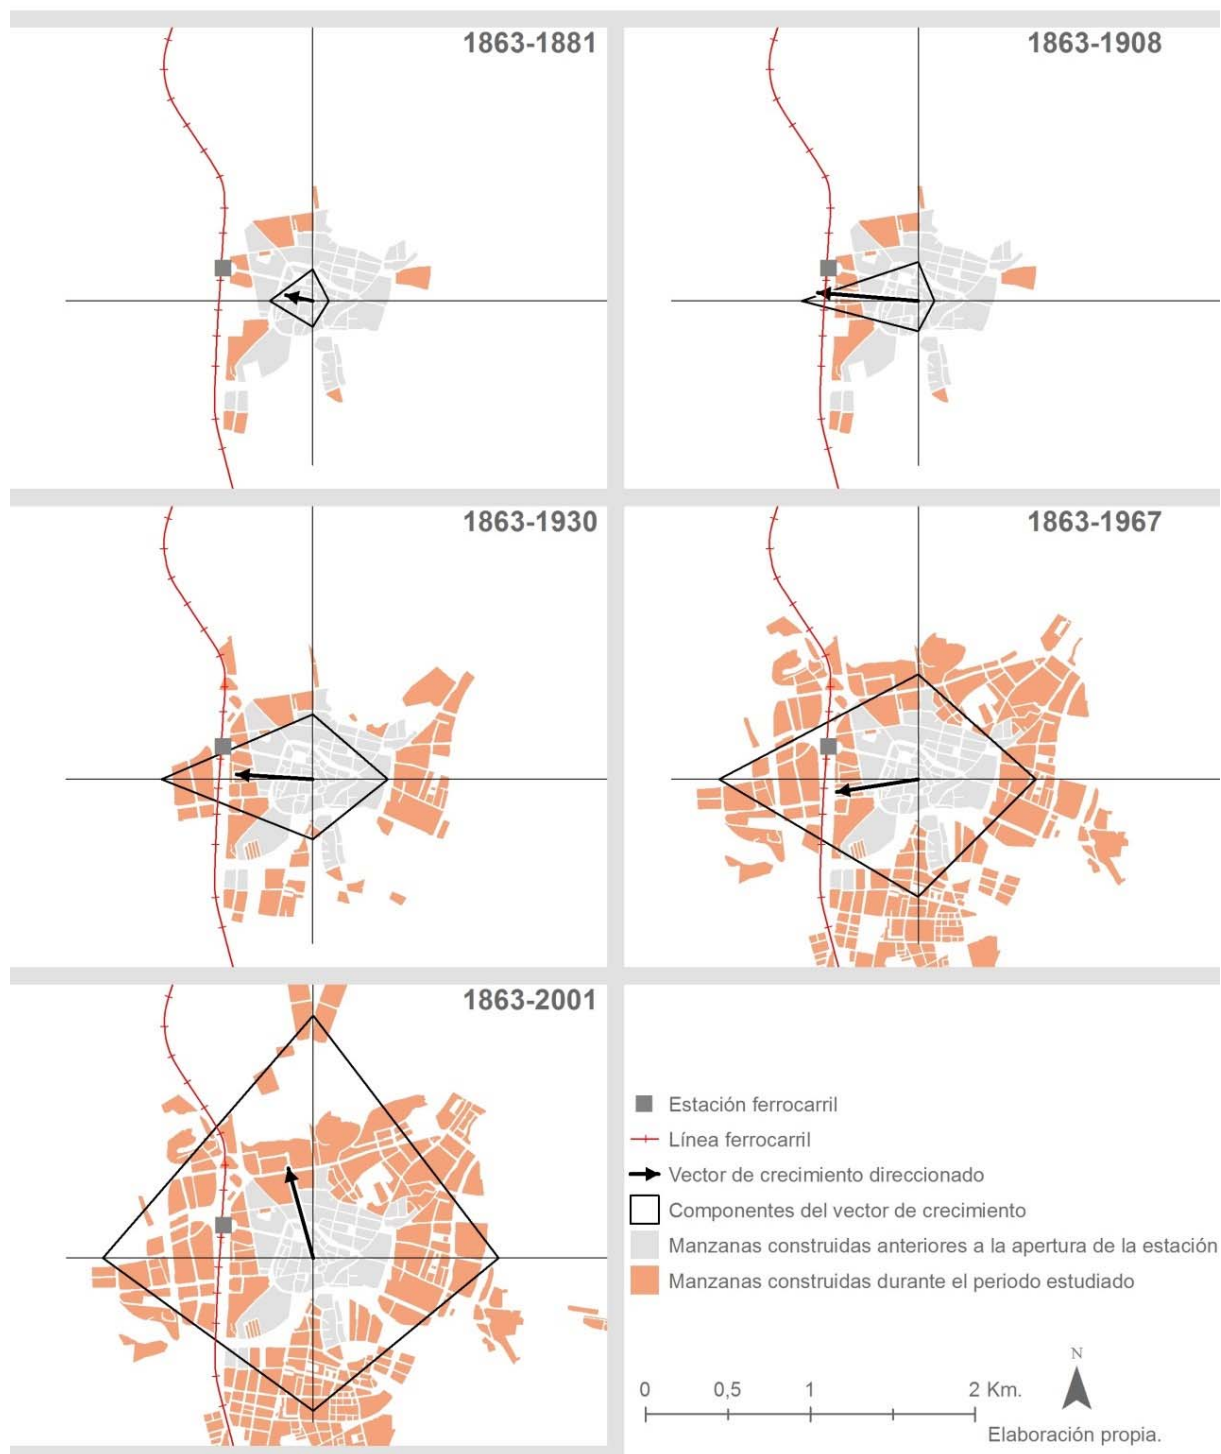 1863-1881
1863-1908
1863-1930
1863-1967
1863-2001
Estación ferrocarril
Línea ferrocarril
Vector de crecimiento direccionado
Componentes del vector de crecimiento
Manzanas construidas anteriores a la apertura de la estación
Manzanas construidas durante el periodo estudiado
N
0 0,5 1 2 Km.
Elaboración propia.